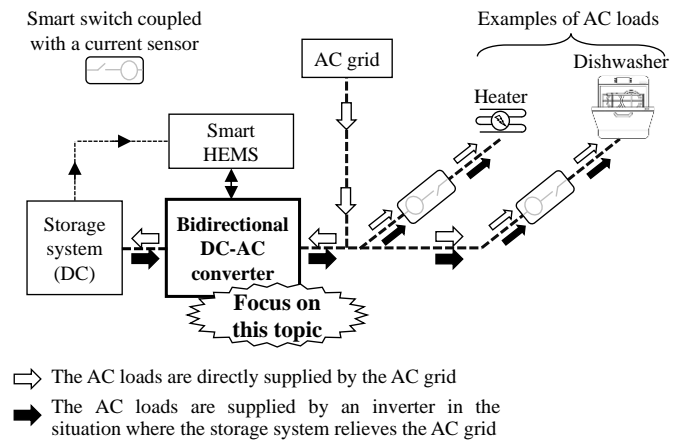 Smart switch coupled
with a current sensor
Examples of AC loads
Dishwasher
AC grid
Heater
Smart
HEMS
Storage
system
(DC)
Bidirectional
DC-AC
converter
Focus on
this topic
The AC loads are directly supplied by the AC grid
The AC loads are supplied by an inverter in the
situation where the storage system relieves the AC grid